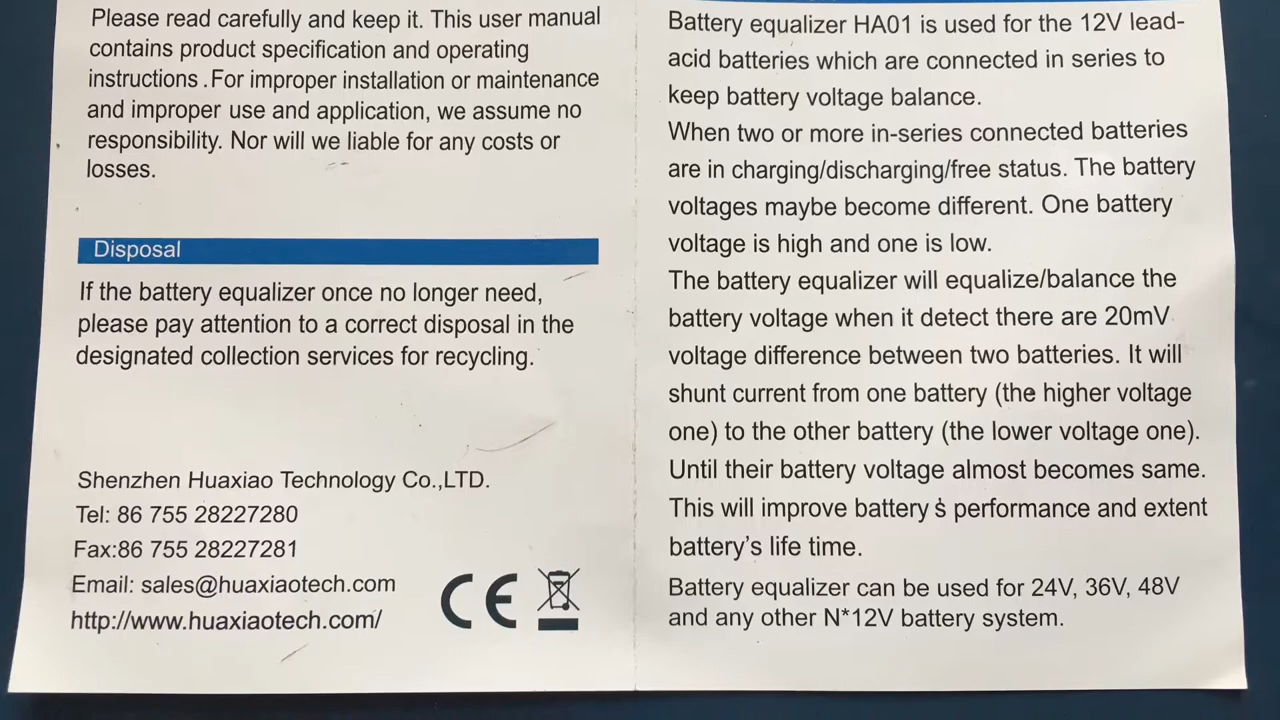 Please read carefully and keep it. This user manual
contains product specification and operating
instructions .For improper installation or maintenance
and improper use and application, we assume no
responsibility. Nor will we liable for any costs or
losses.
Disposal
If the battery equalizer once no longer need,
please pay attention to a correct disposal in the
designated collection services for recycling.
Shenzhen Huaxiao Technology Co.,LTD.
Tel: 86 755 28227280
Fax:86 755 28227281
Email: sales@huaxiaotech.com
http://www.huaxiaotech.com/
CE
Battery equalizer HA01 is used for the 12V lead-
acid batteries which are connected in series to
keep battery voltage balance.
When two or more in-series connected batteries
are in charging/discharging/free status. The battery
voltages maybe become different. One battery
voltage is high and one is low.
The battery equalizer will equalize/balance the
battery voltage when it detect there are 20mV
voltage difference between two batteries. It will
shunt current from one battery (the higher voltage
one) to the other battery (the lower voltage one).
Until their battery voltage almost becomes same.
This will improve battery's performance and extent
battery's life time.
Battery equalizer can be used for 24V, 36V, 48V
and any other N*12V battery system.